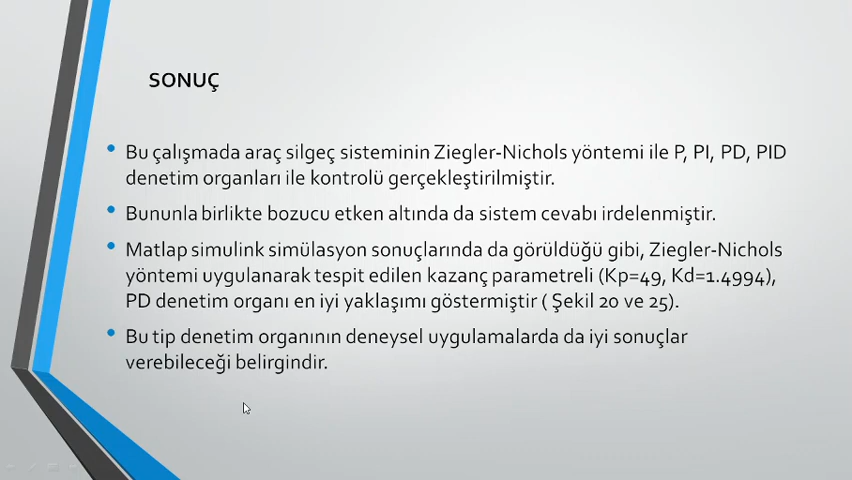 SONUÇ
Bu çalışmada araç silgeç sisteminin Ziegler-Nichols yöntemi ile P, PI, PD, PID
denetim organları ile kontrolü gerçekleştirilmiştir.
Bununla birlikte bozucu etken altında da sistem cevabı irdelenmiştir.
Matlap simulink simülasyon sonuçlarında da görüldüğü gibi, Ziegler-Nichols
yöntemi uygulanarak tespit edilen kazanç parametreli (Kp=49, Kd=1.4994),
PD denetim organı en iyi yaklaşımı göstermiştir ( Şekil 20 ve 25).
Bu tip denetim organının deneysel uygulamalarda da iyi sonuçlar
verebileceği belirgindir.